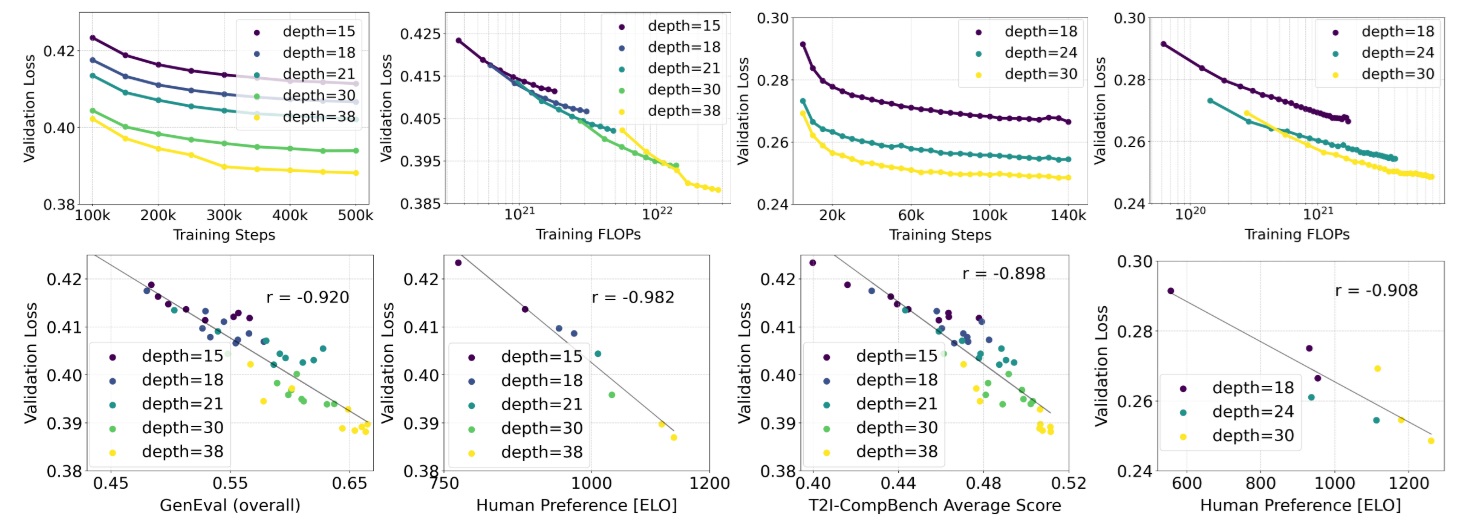 Validation Loss
0.42
0.40
0.38
100k 200k 300k 400k 500k
Training Steps
depth=15
depth=18
depth=21
depth=30
depth=38
Validation Loss
0.425
0.415
0.405
0.395
0.385
10²¹ 10²²
Training FLOPs
depth=15
depth=18
depth=21
depth=30
depth=38
Validation Loss
0.30
0.28
0.26
0.24
20k 60k 100k 140k
Training Steps
depth=18
depth=24
depth=30
Validation Loss
0.30
0.28
0.26
0.24
10²⁰ 10²¹
Training FLOPs
depth=18
depth=24
depth=30
Validation Loss
0.42
0.41
0.40
0.39
0.38
0.45 0.55 0.65
GenEval (overall)
r = -0.920
depth=15
depth=18
depth=21
depth=30
depth=38
Validation Loss
0.42
0.41
0.40
0.39
0.38
750 1000 1200
Human Preference [ELO]
r = -0.982
depth=15
depth=18
depth=21
depth=30
depth=38
Validation Loss
0.42
0.41
0.40
0.39
0.38
0.40 0.44 0.48 0.52
T2I-CompBench Average Score
r = -0.898
depth=15
depth=18
depth=21
depth=30
depth=38
Validation Loss
0.30
0.28
0.26
0.24
600 800 1000 1200
Human Preference [ELO]
r = -0.908
depth=18
depth=24
depth=30